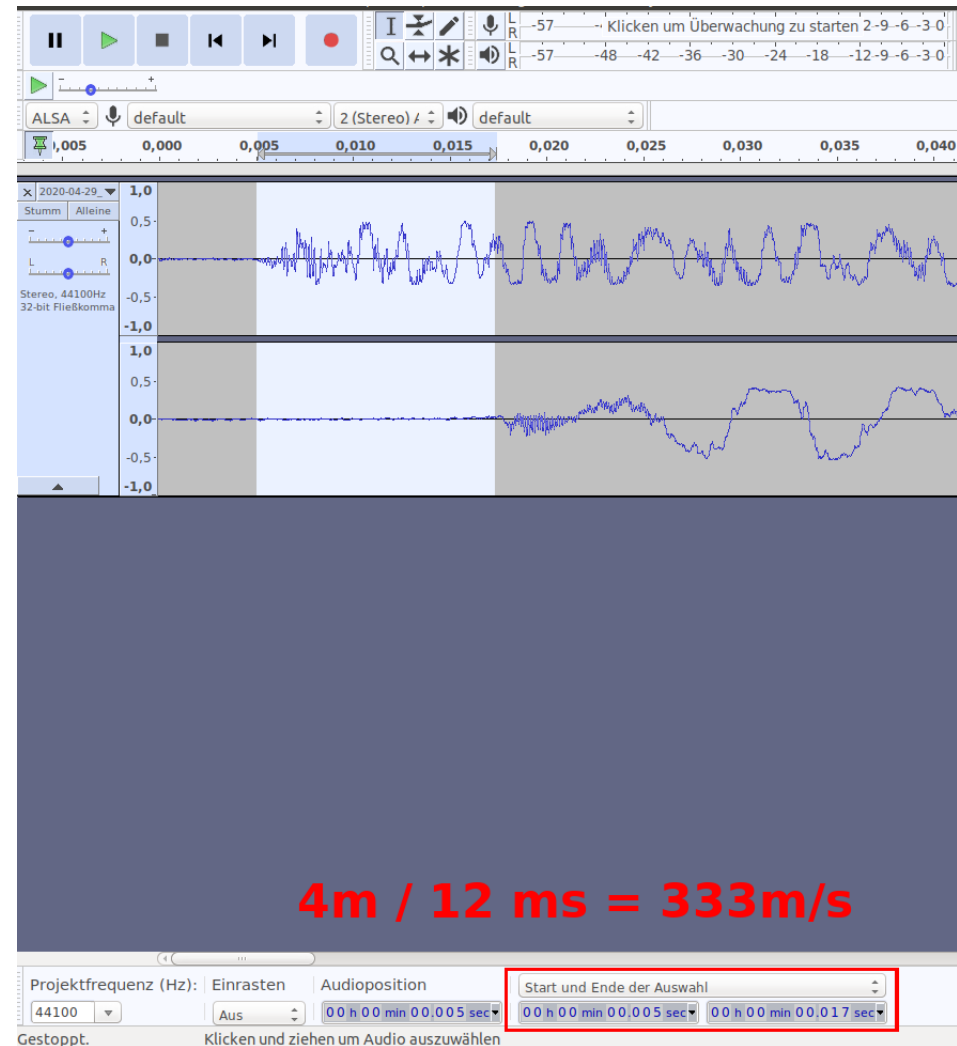 L
R
-57
Klicken um Überwachung zu starten
2 -9 -6 -3 0
L
R
-57 -48 -42 -36 -30 -24 -18 -12 -9 -6 -3 0
- +
ALSA default 2 (Stereo) default
,005 0,000 0,005 0,010 0,015 0,020 0,025 0,030 0,035 0,040
2020-04-29_
Stumm Alleine
- +
L R
Stereo, 44100Hz
32-bit Fließkomma
1,0
0,5
0,0
-0,5
-1,0
1,0
0,5
0,0
-0,5
-1,0
4m / 12 ms = 333m/s
Projektfrequenz (Hz): Einrasten Audioposition Start und Ende der Auswahl
44100 Aus 00 h 00 min 00.005 sec 00 h 00 min 00.005 sec 00 h 00 min 00.017 sec
Gestoppt. Klicken und ziehen um Audio auszuwählen